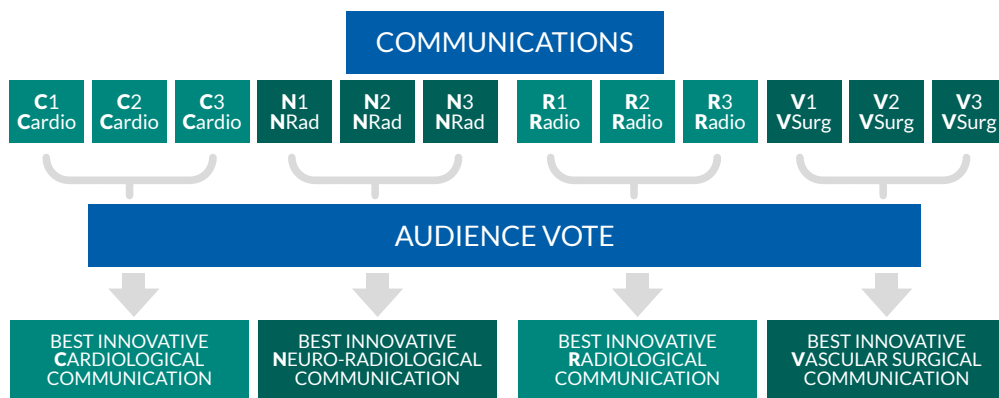 COMMUNICATIONS
C1
Cardio
C2
Cardio
C3
Cardio
N1
NRad
N2
NRad
N3
NRad
R1
Radio
R2
Radio
R3
Radio
V1
VSurg
V2
VSurg
V3
VSurg
AUDIENCE VOTE
BEST INNOVATIVE
CARDIOLOGICAL
COMMUNICATION
BEST INNOVATIVE
NEURO-RADIOLOGICAL
COMMUNICATION
BEST INNOVATIVE
RADIOLOGICAL
COMMUNICATION
BEST INNOVATIVE
VASCULAR SURGICAL
COMMUNICATION